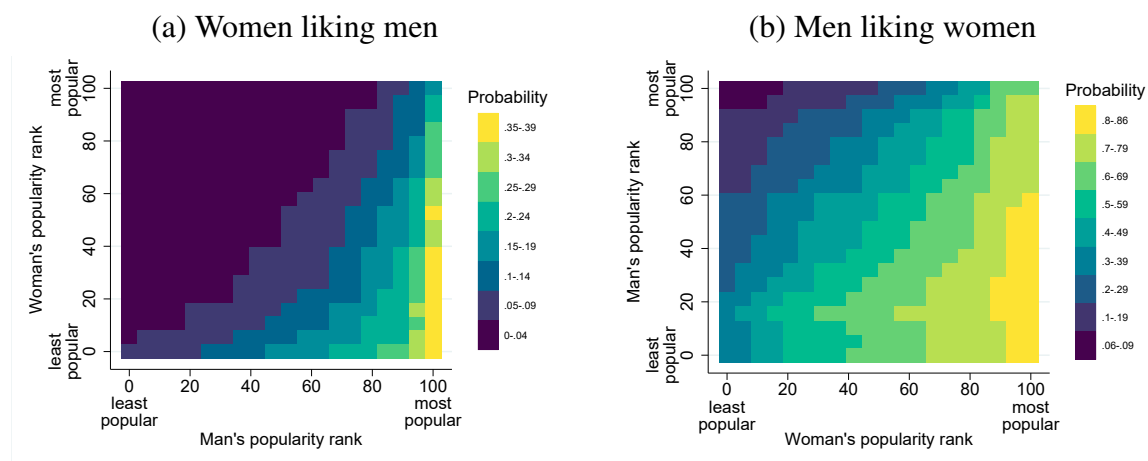 (a) Women liking men
most
popular
100
80
60
40
20
0
least
popular
Woman's popularity rank
0
20
40
60
80
100
least
popular
most
popular
Man's popularity rank
Probability
.35-.39
.3-.34
.25-.29
.2-.24
.15-.19
.1-.14
.05-.09
0-.04
(b) Men liking women
most
popular
100
80
60
40
20
0
least
popular
Man's popularity rank
0
20
40
60
80
100
least
popular
most
popular
Woman's popularity rank
Probability
.8-.86
.7-.79
.6-.69
.5-.59
.4-.49
.3-.39
.2-.29
.1-.19
.06-.09